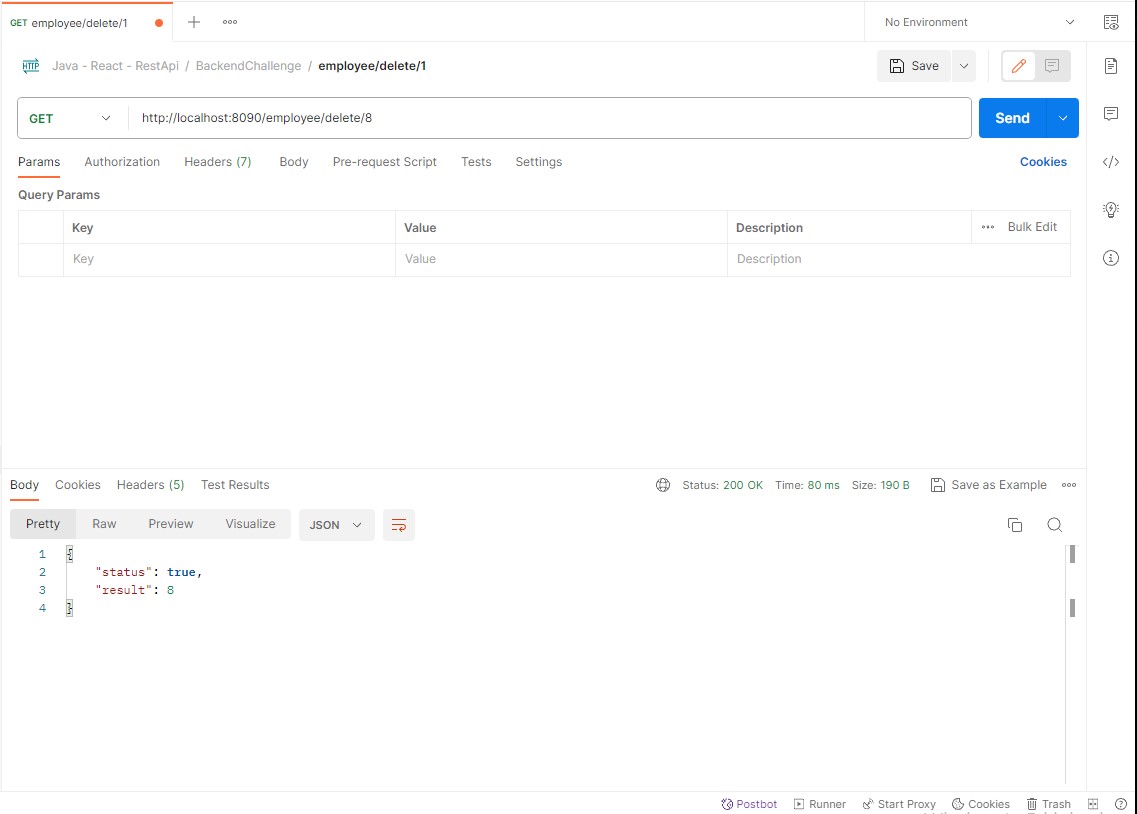 GET employee/delete/1
No Environment
HTTP Java - React - RestApi / BackendChallenge / employee/delete/1
Save
GET http://localhost:8090/employee/delete/8 Send
Params Authorization Headers (7) Body Pre-request Script Tests Settings Cookies
Query Params
Key Value Description Bulk Edit
Key Value Description
Body Cookies Headers (5) Test Results Status: 200 OK Time: 80 ms Size: 190 B Save as Example
Pretty Raw Preview Visualize JSON
1 {
2 "status": true,
3 "result": 8
4 }
Postbot Runner Start Proxy Cookies Trash